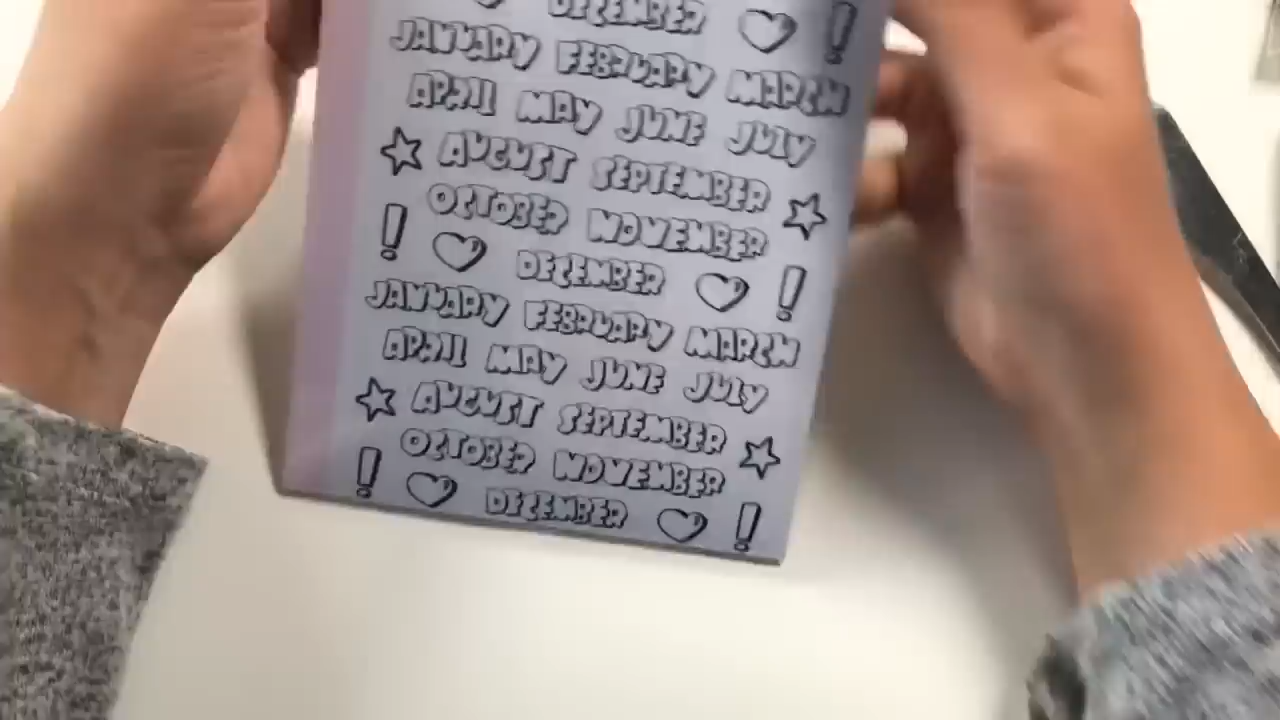 DECEMBER
JANUARY FEBRUARY MARCH
APRIL MAY JUNE JULY
AUGUST SEPTEMBER
OCTOBER NOVEMBER
! DECEMBER !
JANUARY FEBRUARY MARCH
APRIL MAY JUNE JULY
AUGUST SEPTEMBER
OCTOBER NOVEMBER
! DECEMBER !